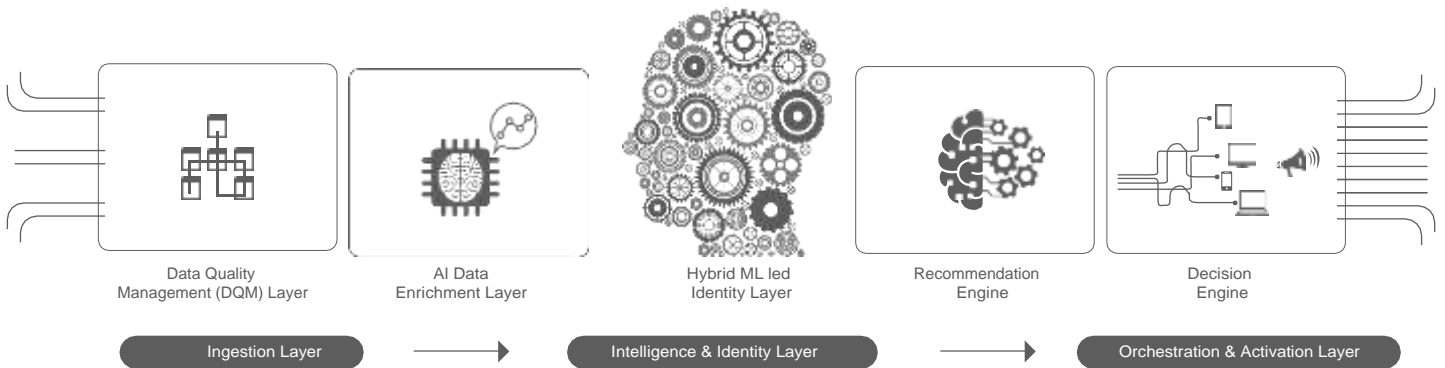 Data Quality
Management (DQM) Layer
AI Data
Enrichment Layer
Hybrid ML led
Identity Layer
Recommendation
Engine
Decision
Engine
Ingestion Layer
Intelligence & Identity Layer
Orchestration & Activation Layer